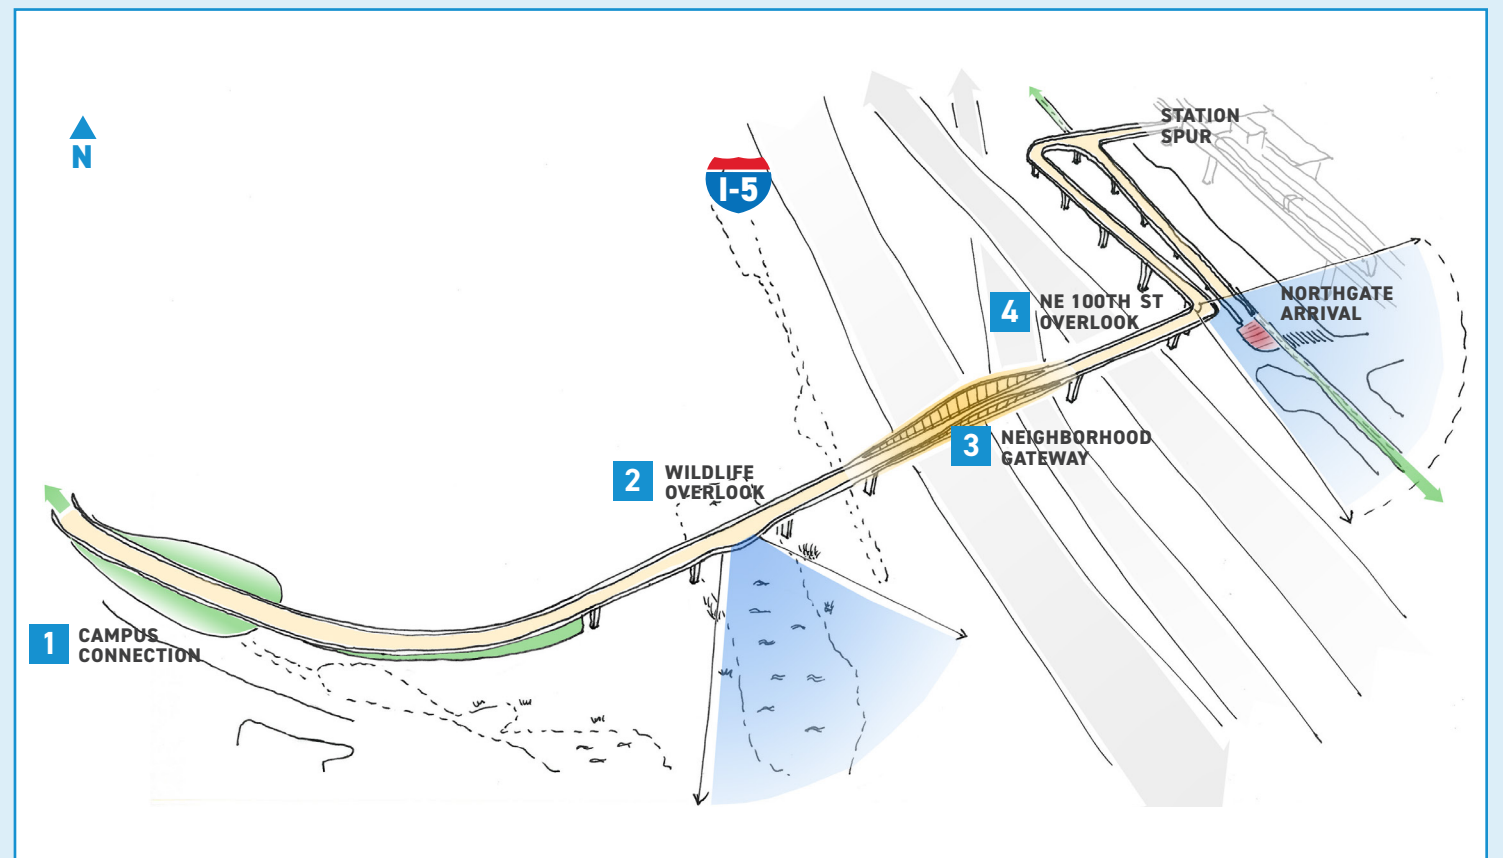 STATION
SPUR
N
I-5
4
NE 100TH ST
OVERLOOK
NORTHGATE
ARRIVAL
3
NEIGHBORHOOD
GATEWAY
2
WILDLIFE
OVERLOOK
1
CAMPUS
CONNECTION